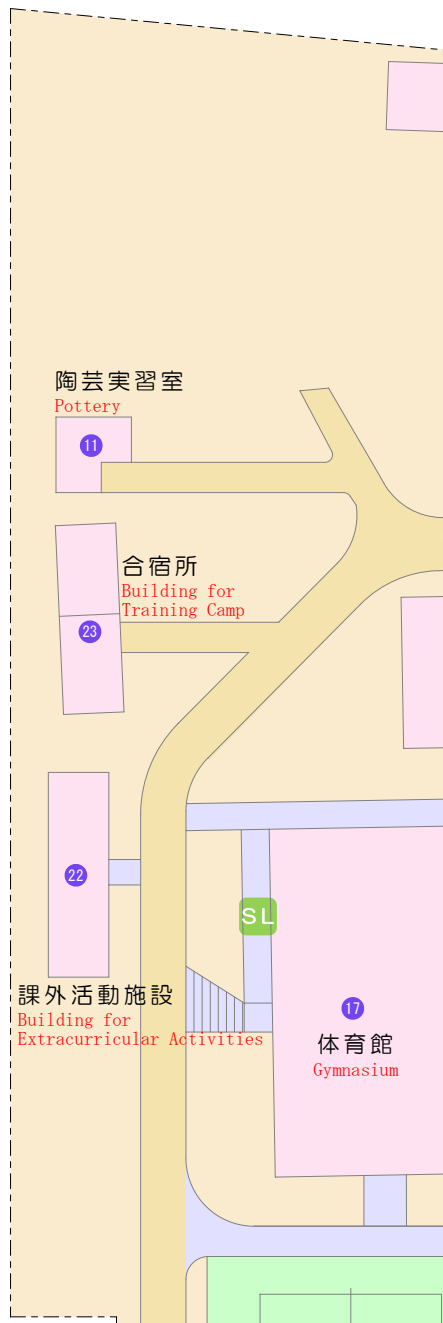 陶芸実習室
Pottery
11
合宿所
Building for
Training Camp
23
22
SL
課外活動施設
Building for
Extracurricular Activities
17
体育館
Gymnasium